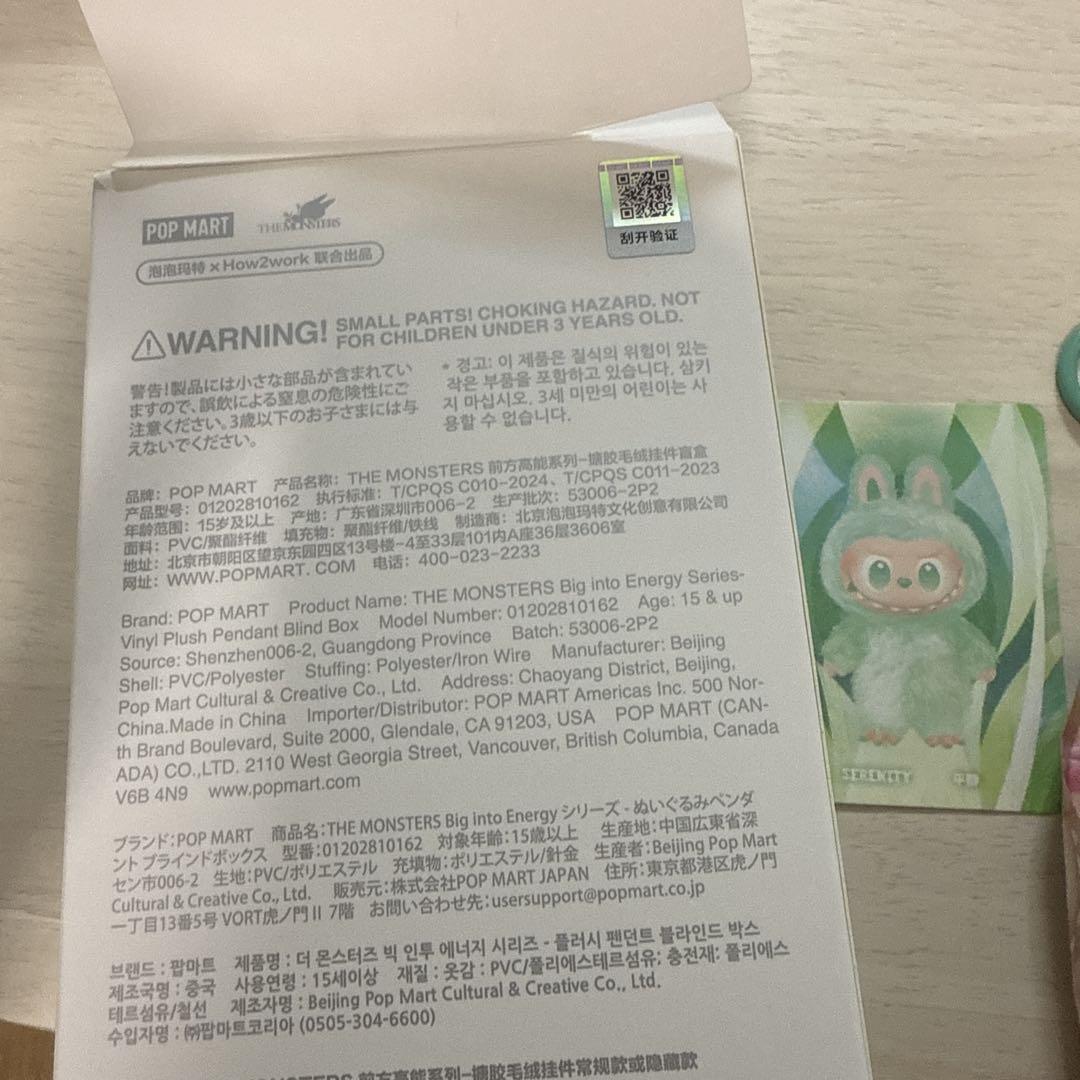 POP MART
THE MONSTERS
泡泡玛特 × How2work 联合出品
刮开验证
WARNING! SMALL PARTS! CHOKING HAZARD. NOT
FOR CHILDREN UNDER 3 YEARS OLD.
警告!製品には小さな部品が含まれてい
ますので、誤飲による窒息の危険性にご
注意ください。3歳以下のお子さまには与
えないでください。
* 경고: 이 제품은 질식의 위험이 있는
작은 부품을 포함하고 있습니다. 삼키
지 마십시오. 3세 미만의 어린이는 사
용할 수 없습니다.
品牌: POP MART 产品名称: THE MONSTERS 前方高能系列-搪胶毛绒挂件盲盒
产品型号: 01202810162 执行标准: T/CPQS C010-2024、T/CPQS C011-2023
年龄范围: 15岁及以上 产地: 广东省深圳市006-2 生产批次: 53006-2P2
面料: PVC/聚酯纤维 填充物: 聚酯纤维/铁线 制造商: 北京泡泡玛特文化创意有限公司
地址: 北京市朝阳区望京东园四区13号楼-4至33层101内A座36层3606室
网址: WWW.POPMART. COM 电话: 400-023-2233
Brand: POP MART Product Name: THE MONSTERS Big into Energy Series-
Vinyl Plush Pendant Blind Box Model Number: 01202810162 Age: 15 & up
Source: Shenzhen006-2, Guangdong Province Batch: 53006-2P2
Shell: PVC/Polyester Stuffing: Polyester/Iron Wire Manufacturer: Beijing
Pop Mart Cultural & Creative Co., Ltd. Address: Chaoyang District, Beijing,
China.Made in China Importer/Distributor: POP MART Americas Inc. 500 Nor-
th Brand Boulevard, Suite 2000, Glendale, CA 91203, USA POP MART (CAN-
ADA) CO.,LTD. 2110 West Georgia Street, Vancouver, British Columbia, Canada
V6B 4N9 www.popmart.com
ブランド:POP MART 商品名:THE MONSTERS Big into Energy シリーズ - ぬいぐるみペンダ
ント ブラインドボックス 型番:01202810162 対象年齢:15歳以上 生産地:中国広東省深
セン市006-2 生地:PVC/ポリエステル 充填物:ポリエステル/針金 生産者:Beijing Pop Mart
Cultural & Creative Co., Ltd. 販売元:株式会社POP MART JAPAN 住所:東京都港区虎ノ門
一丁目13番5号 VORT虎ノ門Ⅱ 7階 お問い合わせ先:usersupport@popmart.co.jp
브랜드 : 팝마트 제품명 : 더 몬스터즈 빅 인투 에너지 시리즈 - 플러시 펜던트 블라인드 박스
제조국명 : 중국 사용연령 : 15세이상 재질 : 옷감 : PVC/폴리에스테르섬유; 충전재: 폴리에스
테르섬유/철선 제조자명 : Beijing Pop Mart Cultural & Creative Co., Ltd.
수입자명 : ㈜팝마트코리아 (0505-304-6600)
MONSTERS 前方高能系列-搪胶毛绒挂件常规款或隐藏款